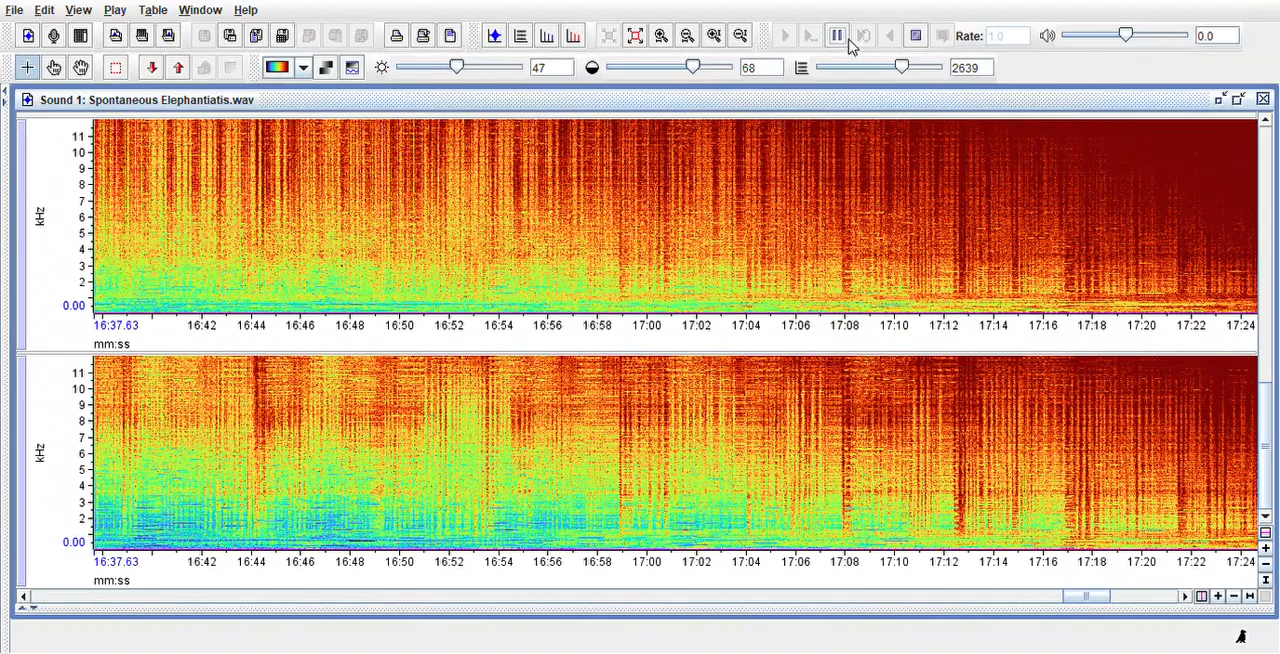 File Edit View Play Table Window Help
Rate: 1.0 0.0
47 68 2639
Sound 1: Spontaneous Elephantiatis.wav
11
10
9
8
7
6
5
4
3
2
0.00
kHz
16:37.63 16:42 16:44 16:46 16:48 16:50 16:52 16:54 16:56 16:58 17:00 17:02 17:04 17:06 17:08 17:10 17:12 17:14 17:16 17:18 17:20 17:22 17:24
mm:ss
11
10
9
8
7
6
5
4
3
2
0.00
kHz
16:37.63 16:42 16:44 16:46 16:48 16:50 16:52 16:54 16:56 16:58 17:00 17:02 17:04 17:06 17:08 17:10 17:12 17:14 17:16 17:18 17:20 17:22 17:24
mm:ss